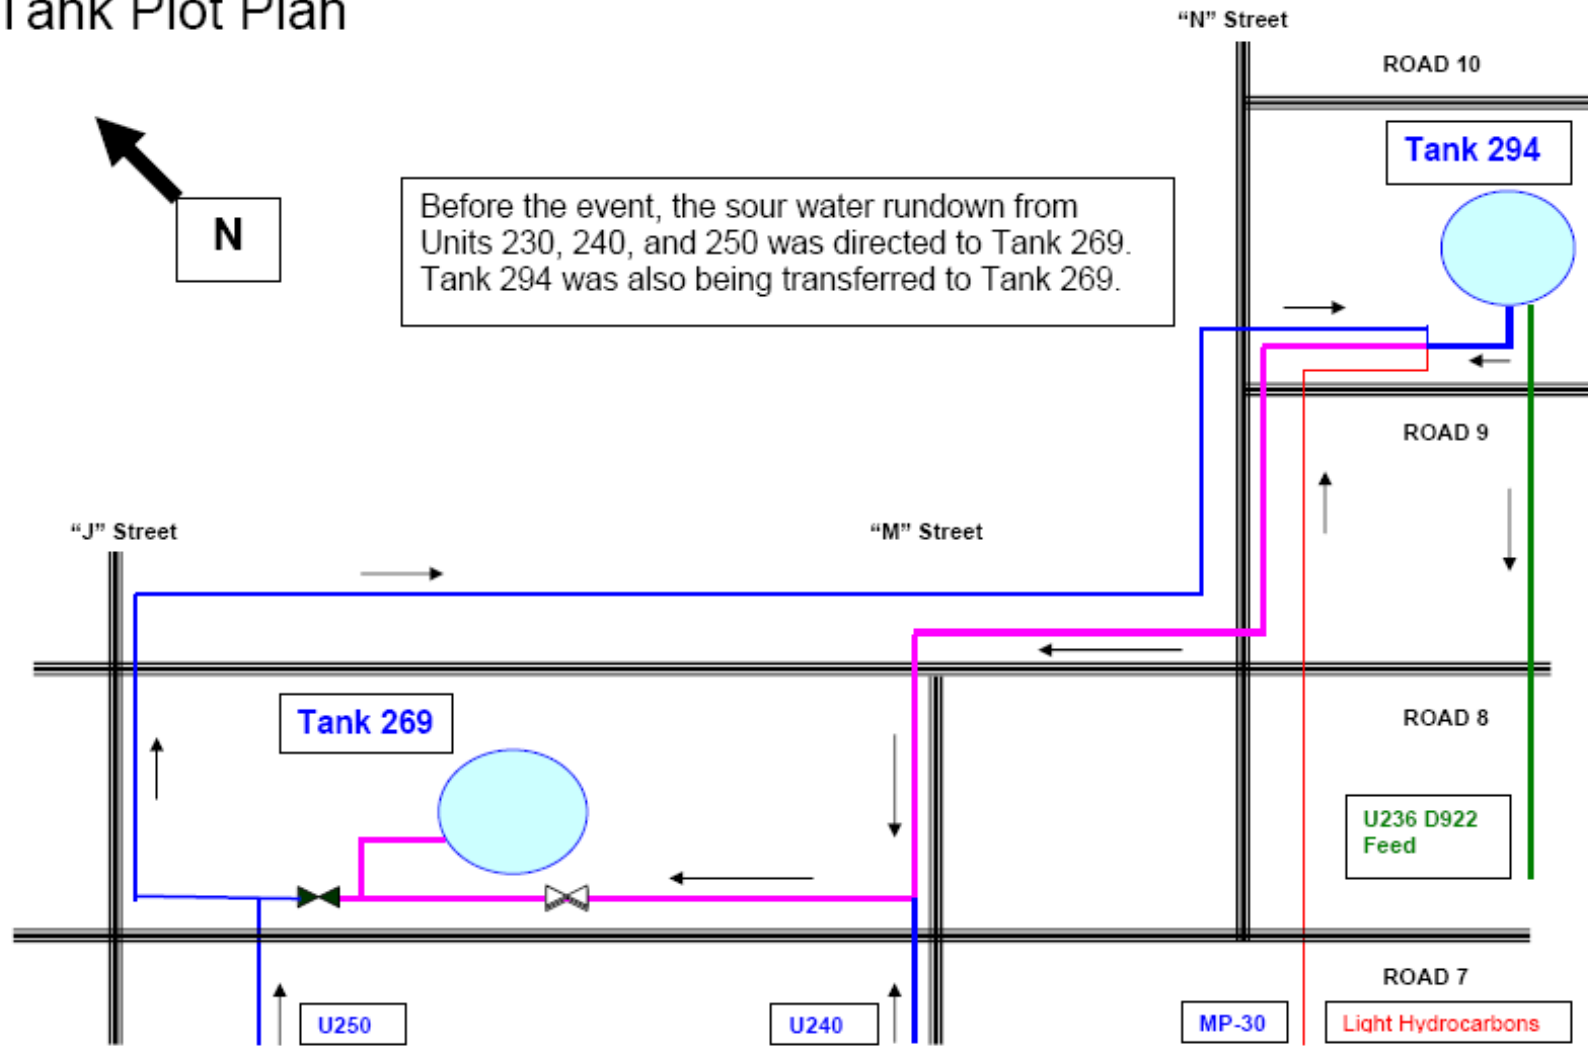 Tank Plot Plan
“N” Street
ROAD 10
Tank 294
N
Before the event, the sour water rundown from
Units 230, 240, and 250 was directed to Tank 269.
Tank 294 was also being transferred to Tank 269.
ROAD 9
“J” Street
“M” Street
Tank 269
ROAD 8
U236 D922
Feed
ROAD 7
U250
U240
MP-30
Light Hydrocarbons